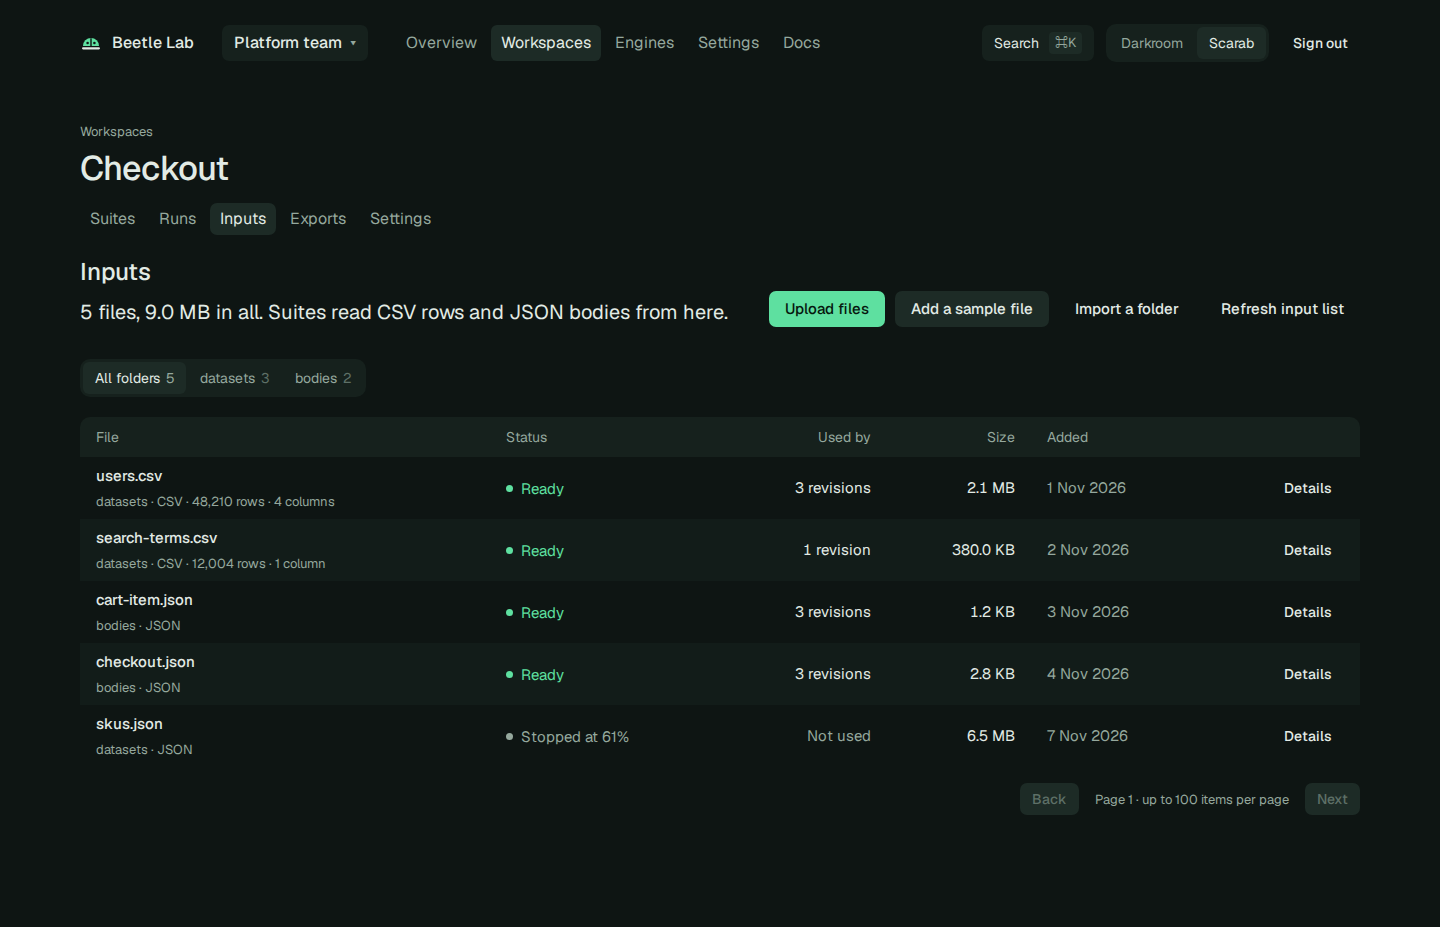 Beetle Lab Platform team ▾ Overview Workspaces Engines Settings Docs Search ⌘K Darkroom Scarab Sign out
Workspaces
Checkout
Suites Runs Inputs Exports Settings
Inputs
5 files, 9.0 MB in all. Suites read CSV rows and JSON bodies from here. Upload files Add a sample file Import a folder Refresh input list
All folders 5 datasets 3 bodies 2
File Status Used by Size Added
users.csv
datasets · CSV · 48,210 rows · 4 columns
Ready 3 revisions 2.1 MB 1 Nov 2026 Details
search-terms.csv
datasets · CSV · 12,004 rows · 1 column
Ready 1 revision 380.0 KB 2 Nov 2026 Details
cart-item.json
bodies · JSON
Ready 3 revisions 1.2 KB 3 Nov 2026 Details
checkout.json
bodies · JSON
Ready 3 revisions 2.8 KB 4 Nov 2026 Details
skus.json
datasets · JSON
Stopped at 61% Not used 6.5 MB 7 Nov 2026 Details
Back Page 1 · up to 100 items per page Next